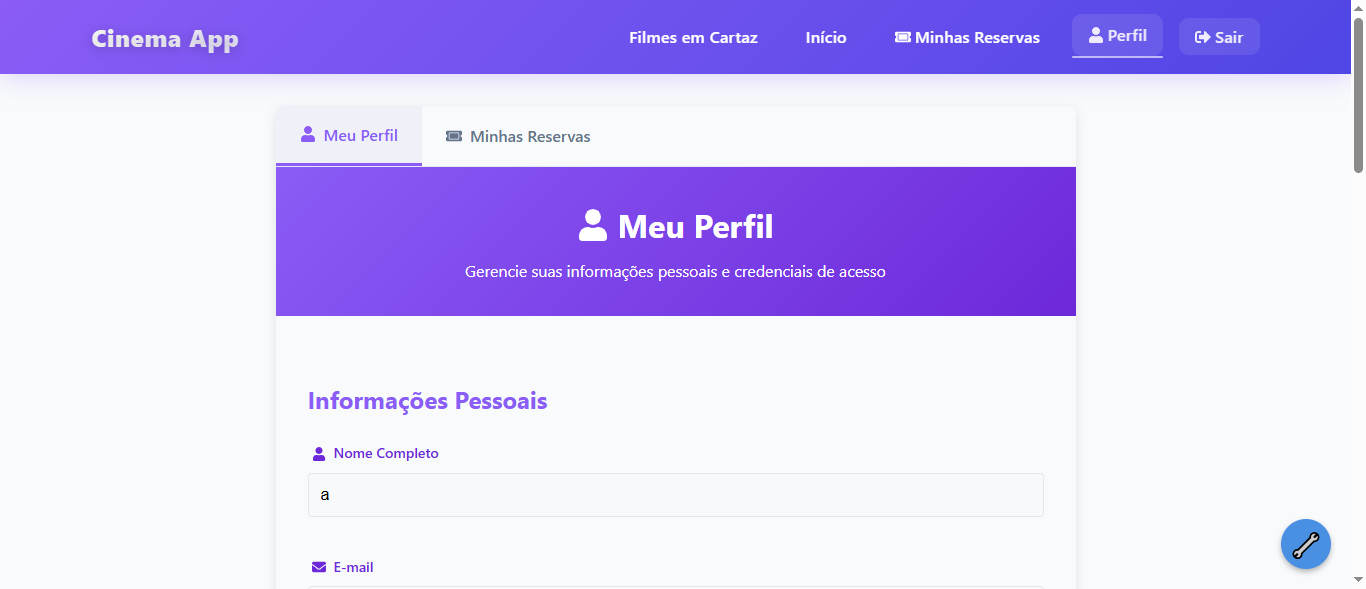 Cinema App
Filmes em Cartaz
Início
Minhas Reservas
Perfil
Sair
Meu Perfil
Minhas Reservas
Meu Perfil
Gerencie suas informações pessoais e credenciais de acesso
Informações Pessoais
Nome Completo
a
E-mail